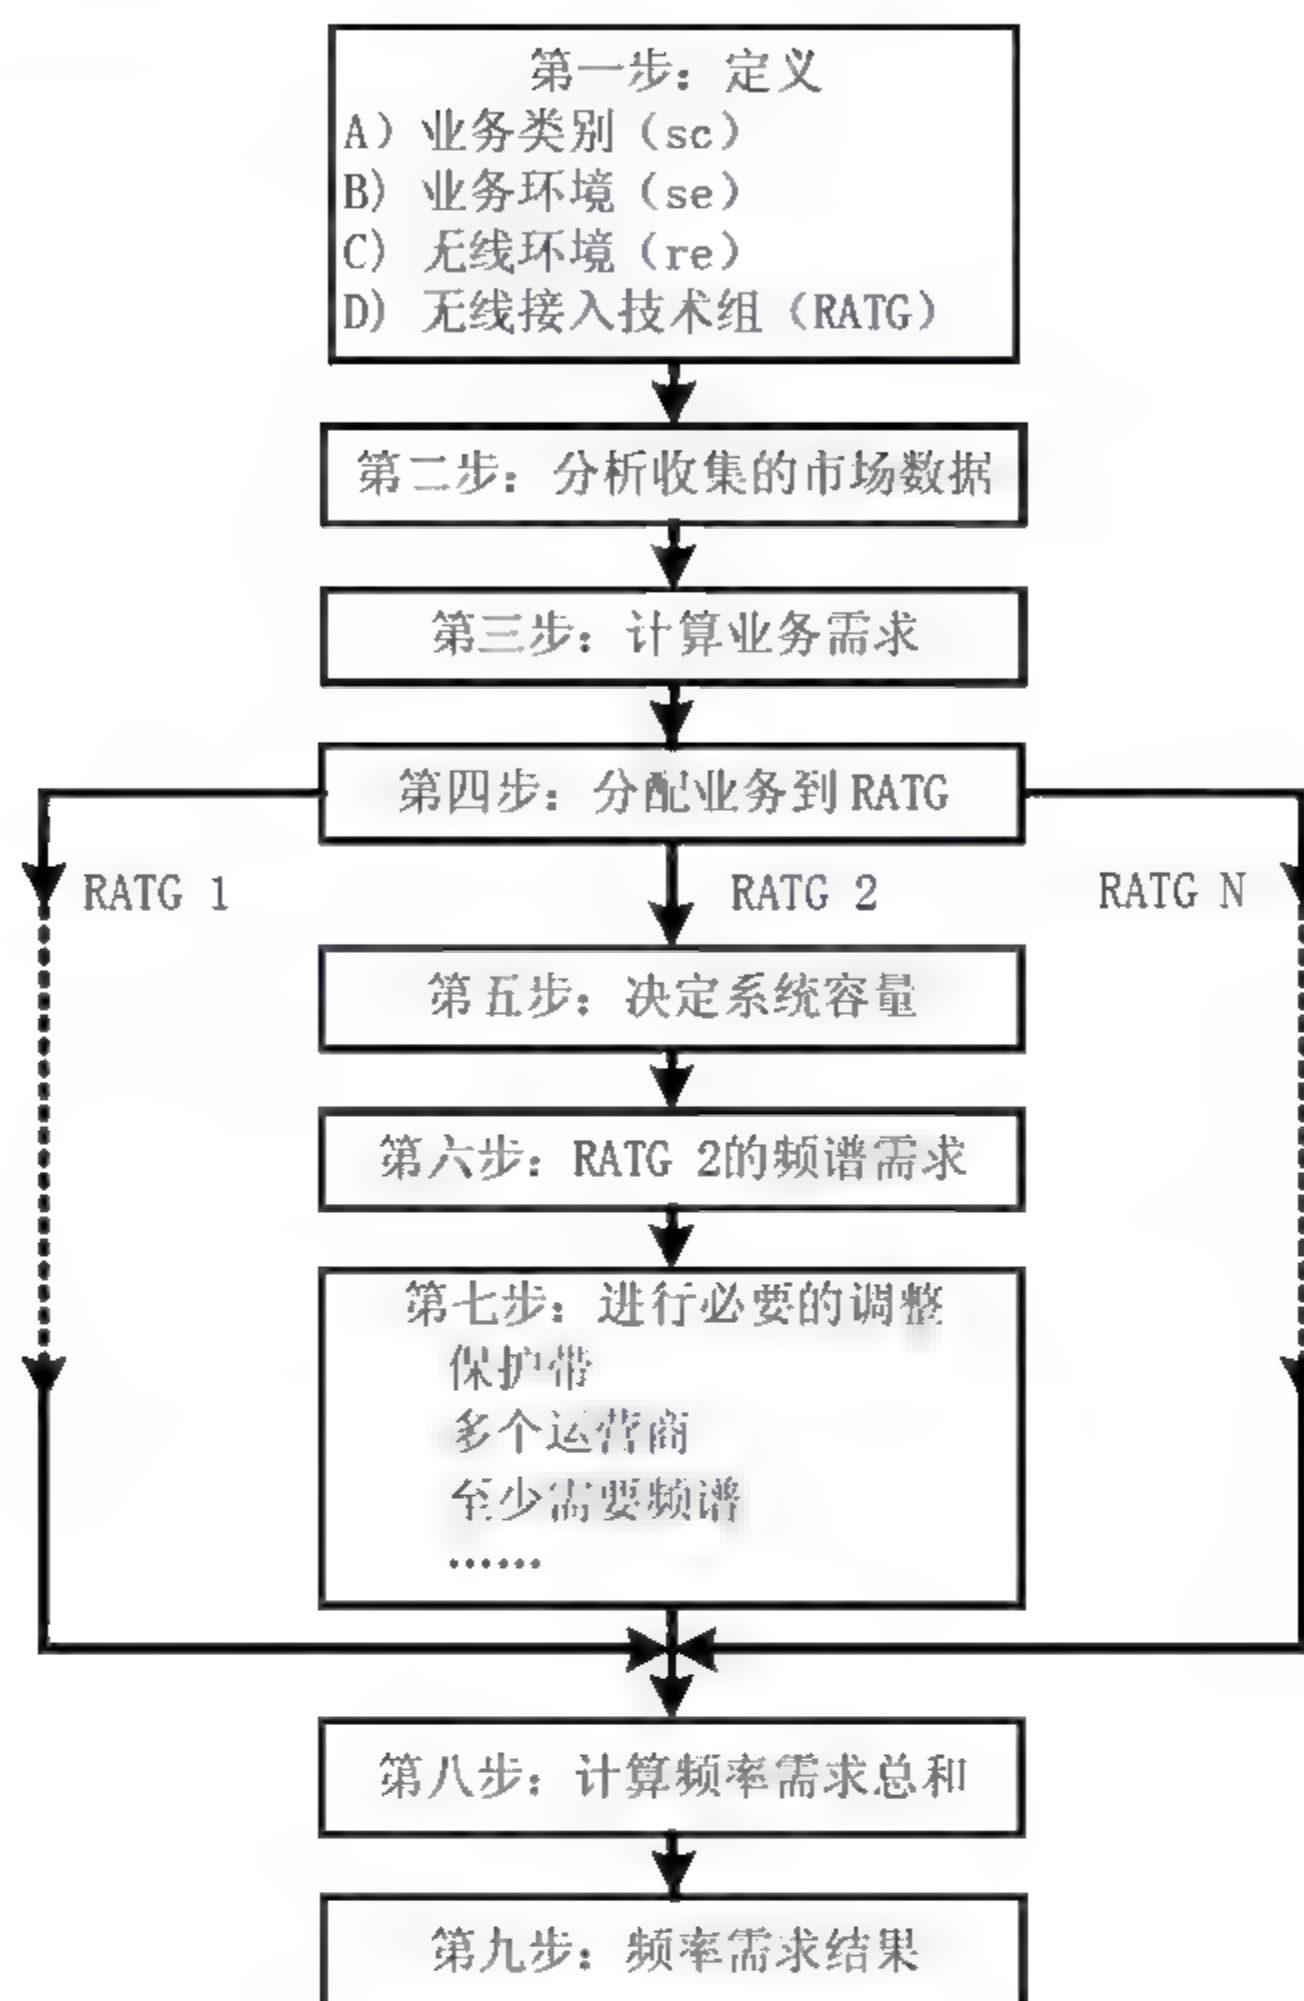 第一步：定义
A）业务类别（sc）
B）业务环境（se）
C）无线环境（re）
D）无线接入技术组（RATG）
第二步：分析收集的市场数据
第三步：计算业务需求
第四步：分配业务到 RATG
RATG 1
RATG 2
RATG N
第五步：决定系统容量
第六步：RATG 2的频谱需求
第七步：进行必要的调整
保护带
多个运营商
至少需要频谱
……
第八步：计算频率需求总和
第九步：频率需求结果